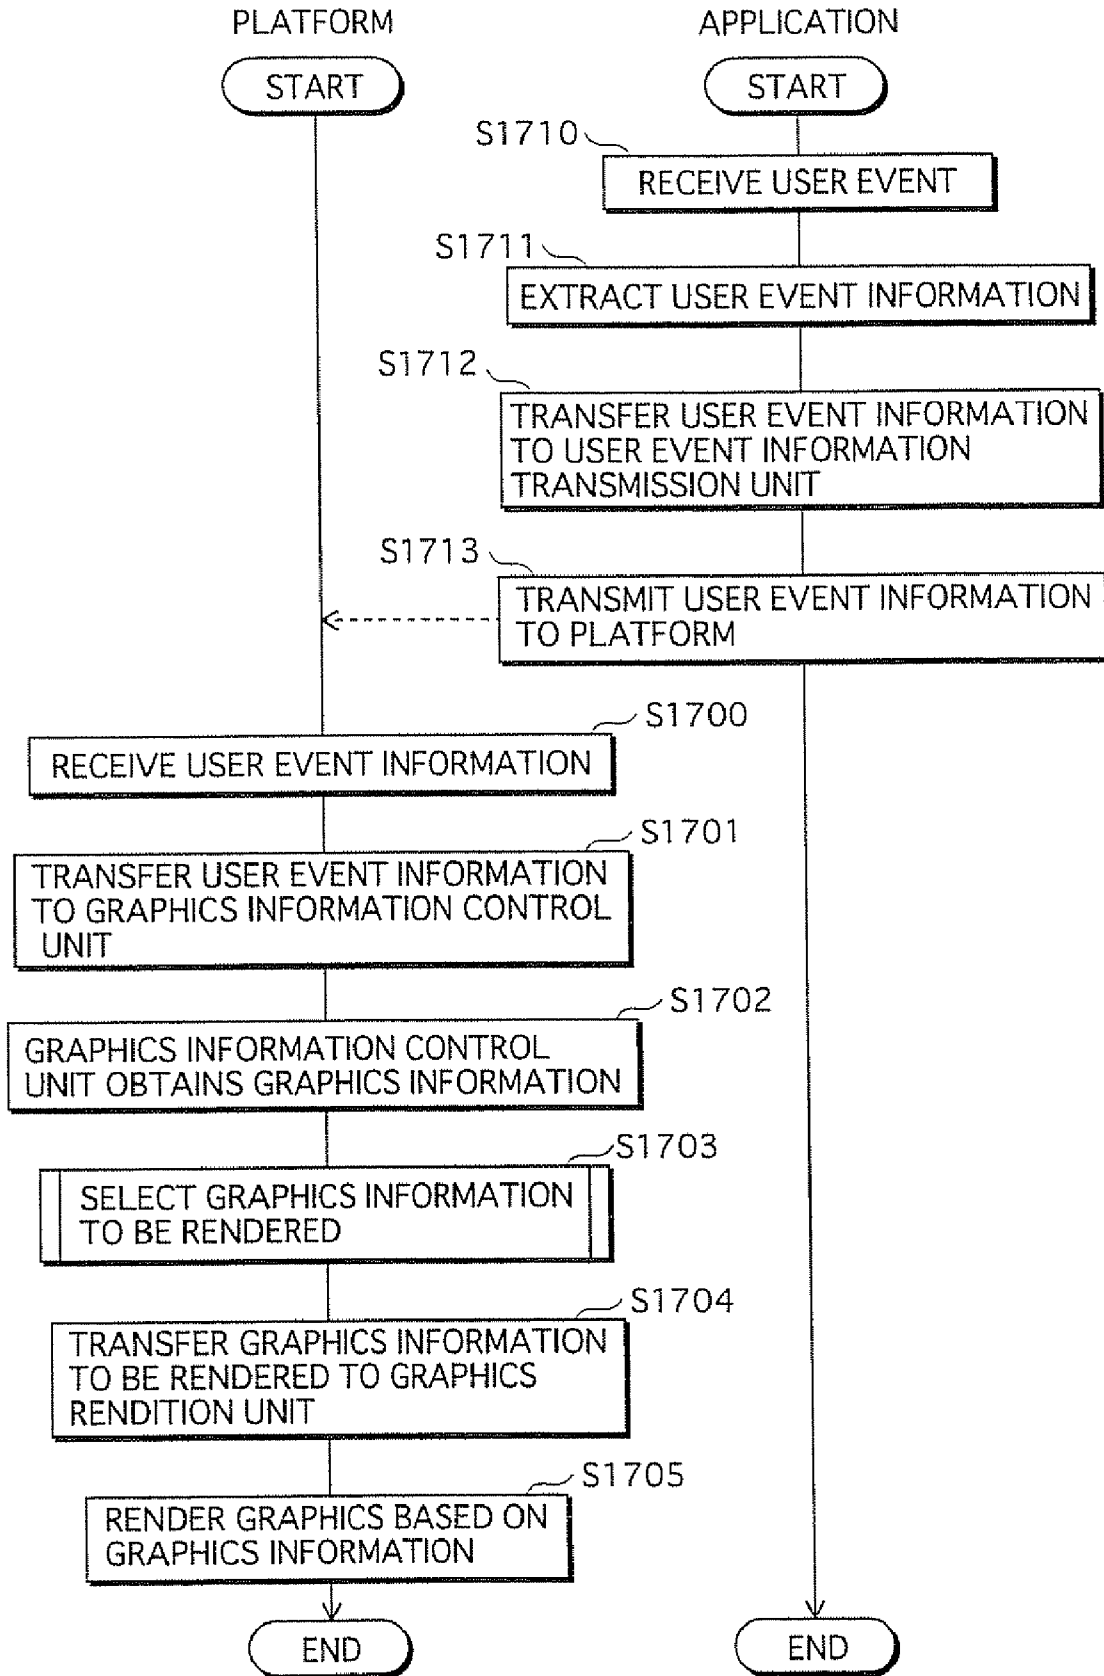 PLATFORM
APPLICATION
START
START
S1710
RECEIVE USER EVENT
S1711
EXTRACT USER EVENT INFORMATION
S1712
TRANSFER USER EVENT INFORMATION
TO USER EVENT INFORMATION
TRANSMISSION UNIT
S1713
TRANSMIT USER EVENT INFORMATION
TO PLATFORM
S1700
RECEIVE USER EVENT INFORMATION
S1701
TRANSFER USER EVENT INFORMATION
TO GRAPHICS INFORMATION CONTROL
UNIT
S1702
GRAPHICS INFORMATION CONTROL
UNIT OBTAINS GRAPHICS INFORMATION
S1703
SELECT GRAPHICS INFORMATION
TO BE RENDERED
S1704
TRANSFER GRAPHICS INFORMATION
TO BE RENDERED TO GRAPHICS
RENDITION UNIT
S1705
RENDER GRAPHICS BASED ON
GRAPHICS INFORMATION
END
END